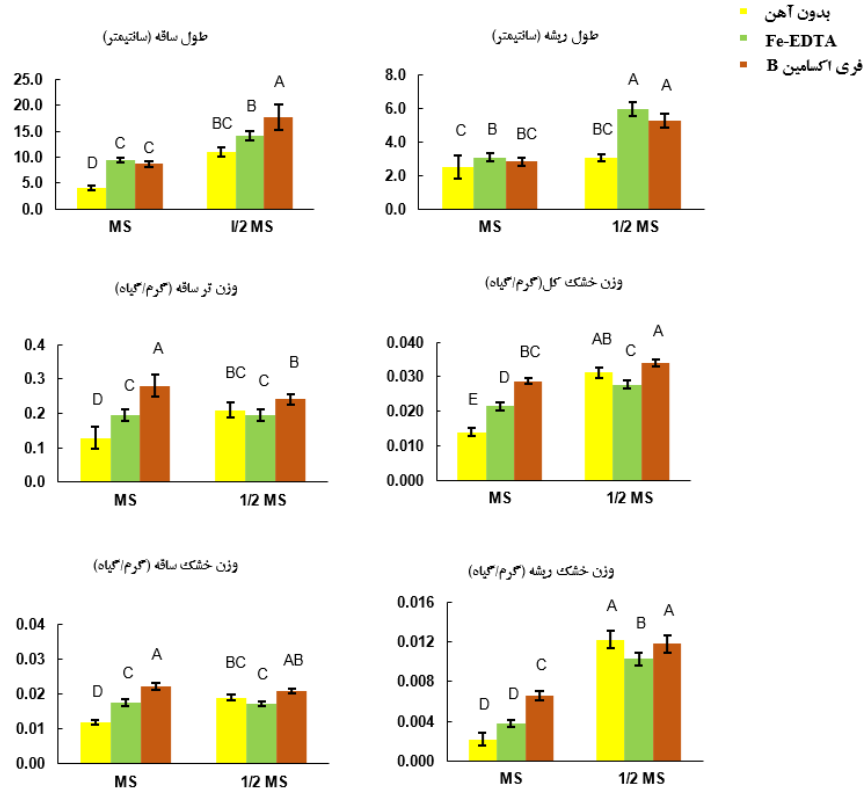 بدون آهن
Fe-EDTA
فری اکسامین B
طول ساقه (سانتیمتر)
25.0
20.0
15.0
10.0
5.0
0.0
D C C BC B A
MS I/2 MS
طول ریشه (سانتیمتر)
8.0
6.0
4.0
2.0
0.0
C B BC BC A A
MS 1/2 MS
وزن تر ساقه (گرم/گیاه)
0.4
0.3
0.2
0.1
0.0
D C A BC C B
MS 1/2 MS
وزن خشک کل(گرم/گیاه)
0.040
0.030
0.020
0.010
0.000
E D BC AB C A
MS 1/2 MS
وزن خشک ساقه (گرم/گیاه)
0.04
0.03
0.02
0.01
0.00
D C A BC C AB
MS 1/2 MS
وزن خشک ریشه (گرم/گیاه)
0.016
0.012
0.008
0.004
0.000
D D C A B A
MS 1/2 MS